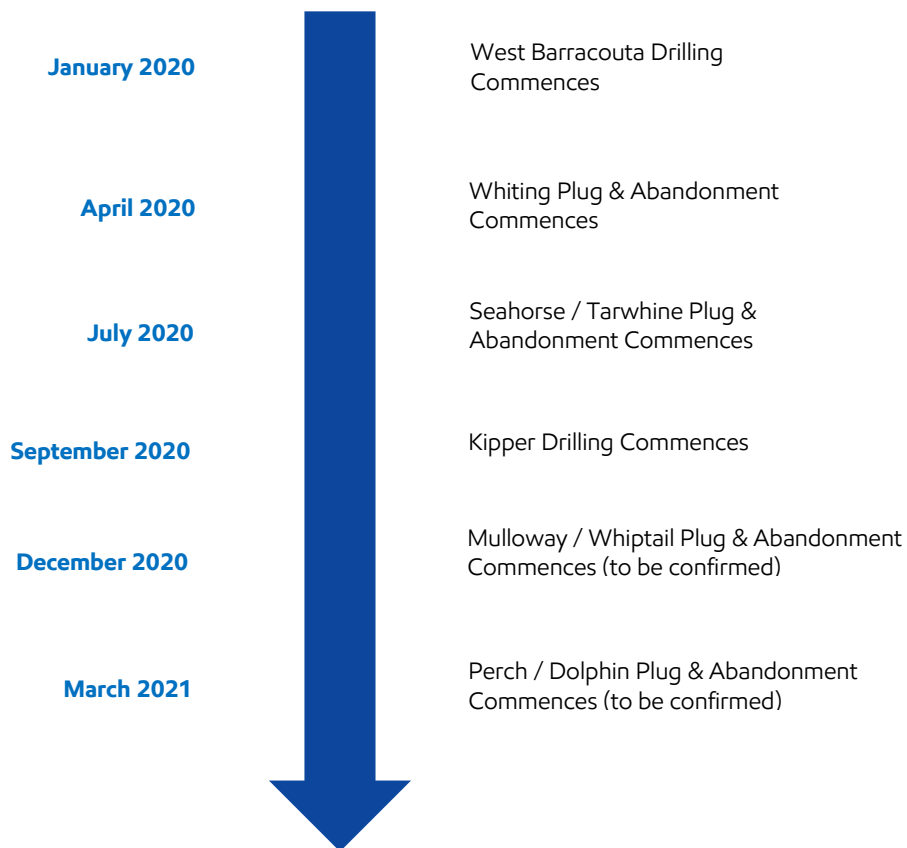 January 2020
West Barracouta Drilling
Commences
April 2020
Whiting Plug & Abandonment
Commences
July 2020
Seahorse / Tarwhine Plug &
Abandonment Commences
September 2020
Kipper Drilling Commences
December 2020
Mulloway / Whiptail Plug & Abandonment
Commences (to be confirmed)
March 2021
Perch / Dolphin Plug & Abandonment
Commences (to be confirmed)